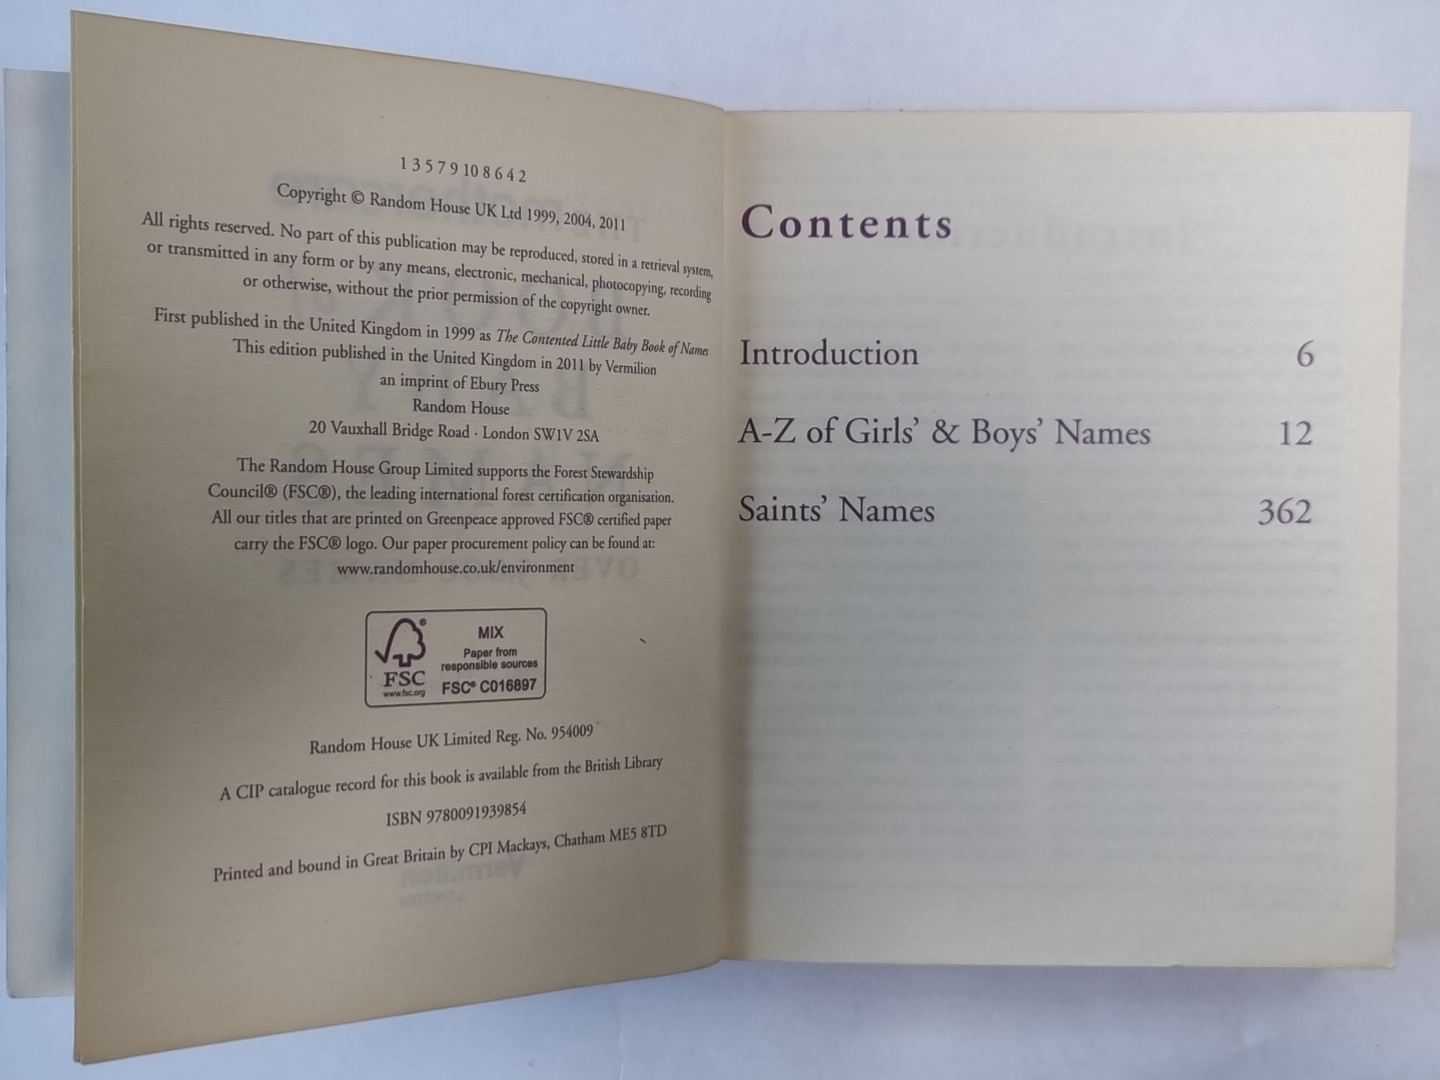 1 3 5 7 9 10 8 6 4 2
Copyright © Random House UK Ltd 1999, 2004, 2011
All rights reserved. No part of this publication may be reproduced, stored in a retrieval system,
or transmitted in any form or by any means, electronic, mechanical, photocopying, recording
or otherwise, without the prior permission of the copyright owner.
First published in the United Kingdom in 1999 as The Contented Little Baby Book of Names
This edition published in the United Kingdom in 2011 by Vermilion
an imprint of Ebury Press
Random House
20 Vauxhall Bridge Road · London SW1V 2SA
The Random House Group Limited supports the Forest Stewardship
Council® (FSC®), the leading international forest certification organisation.
All our titles that are printed on Greenpeace approved FSC® certified paper
carry the FSC® logo. Our paper procurement policy can be found at:
www.randomhouse.co.uk/environment
®
FSC
www.fsc.org
MIX
Paper from
responsible sources
FSC® C016897
Random House UK Limited Reg. No. 954009
A CIP catalogue record for this book is available from the British Library
ISBN 9780091939854
Printed and bound in Great Britain by CPI Mackays, Chatham ME5 8TD
Contents
Introduction 6
A-Z of Girls' & Boys' Names 12
Saints' Names 362